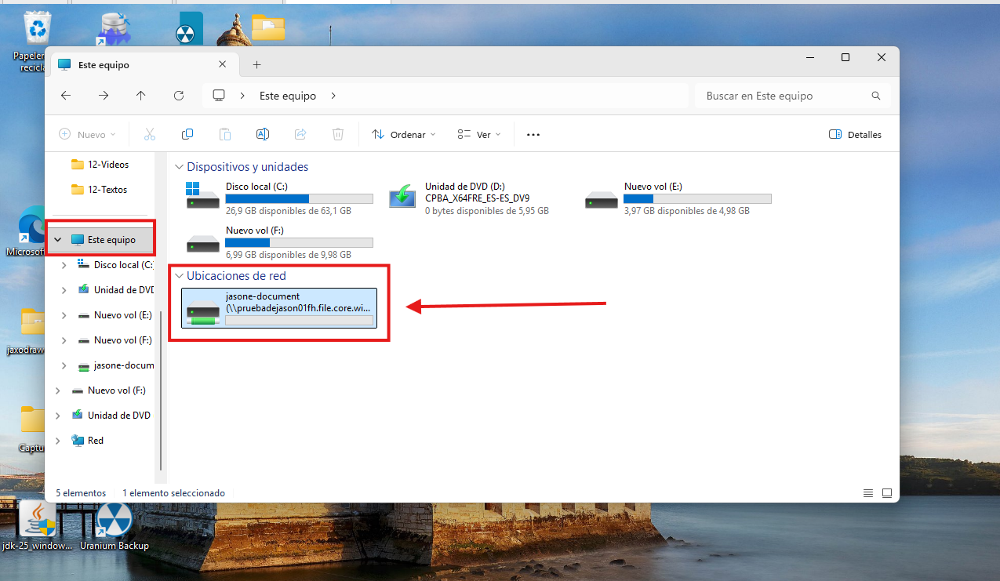 Papeler
recicla
Este equipo
Este equipo
Buscar en Este equipo
Nuevo
Ordenar
Ver
Detalles
12-Videos
12-Textos
Este equipo
Disco local (C:
Unidad de DVD
Nuevo vol (E:)
Nuevo vol (F:)
jasone-docum
Nuevo vol (F:)
Unidad de DVD
Red
Dispositivos y unidades
Disco local (C:)
26,9 GB disponibles de 63,1 GB
Unidad de DVD (D:)
CPBA_X64FRE_ES-ES_DV9
0 bytes disponibles de 5,95 GB
Nuevo vol (E:)
3,97 GB disponibles de 4,98 GB
Nuevo vol (F:)
6,99 GB disponibles de 9,98 GB
Ubicaciones de red
jasone-document
(\\pruebadejason01fh.file.core.wi...
5 elementos
1 elemento seleccionado
Microsof
jaxodraw
Captu
jdk-25_window...
Uranium Backup